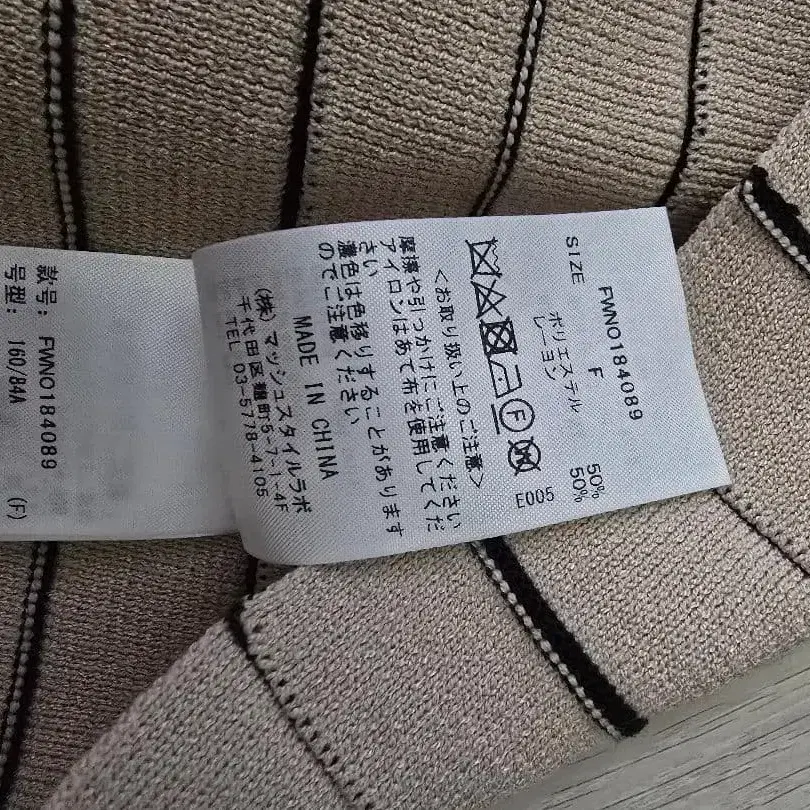 款号: FWNO184089
号型: 160/84A (F)
FWNO184089
SIZE F
ポリエステル 50%
レーヨン 50%
F
E005
<お取り扱い上のご注意>
摩擦や引っかけにご注意ください
アイロンはあて布を使用してくだ
さい
濃色は色移りすることがあります
のでご注意ください
MADE IN CHINA
(株)マッシュスタイルラボ
千代田区麹町5-7-1-4F
TEL 03-5778-4105